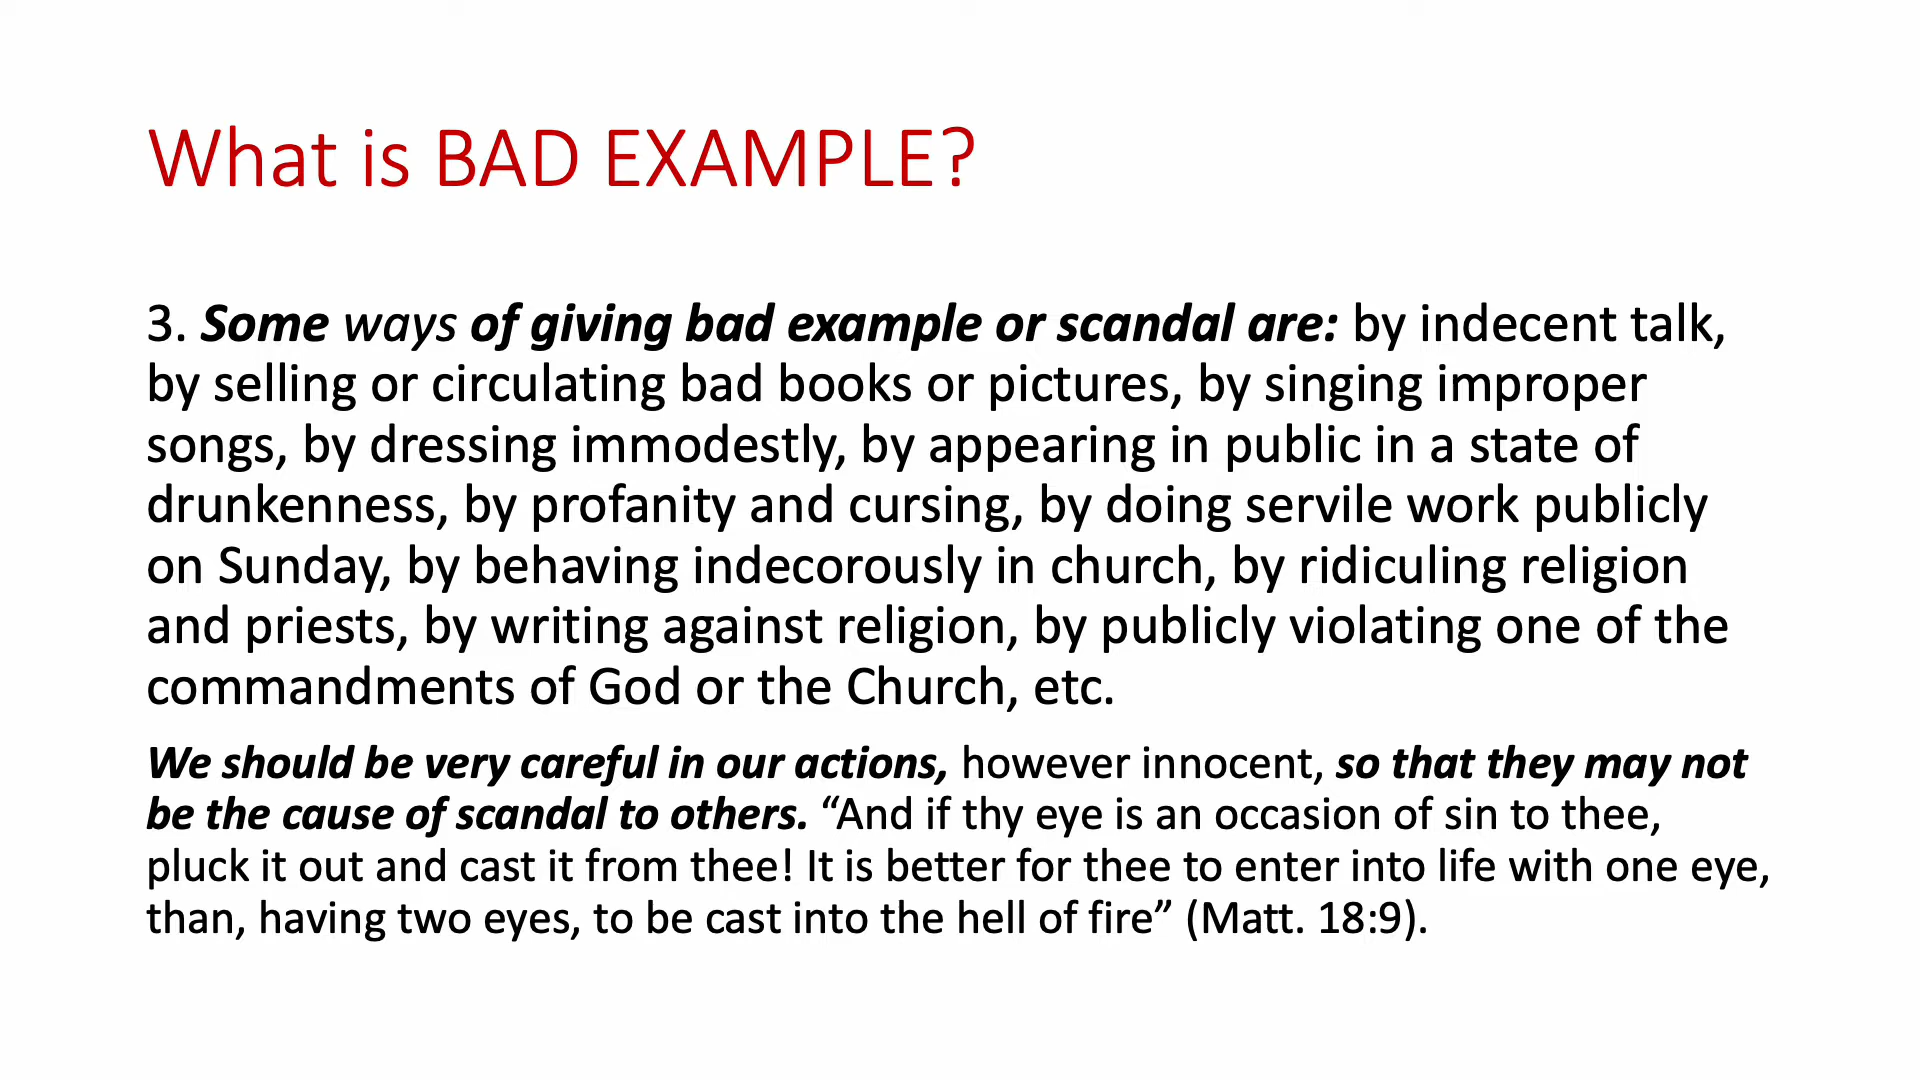 What is BAD EXAMPLE?
3. Some ways of giving bad example or scandal are: by indecent talk,
by selling or circulating bad books or pictures, by singing improper
songs, by dressing immodestly, by appearing in public in a state of
drunkenness, by profanity and cursing, by doing servile work publicly
on Sunday, by behaving indecorously in church, by ridiculing religion
and priests, by writing against religion, by publicly violating one of the
commandments of God or the Church, etc.
We should be very careful in our actions, however innocent, so that they may not
be the cause of scandal to others. “And if thy eye is an occasion of sin to thee,
pluck it out and cast it from thee! It is better for thee to enter into life with one eye,
than, having two eyes, to be cast into the hell of fire” (Matt. 18:9).